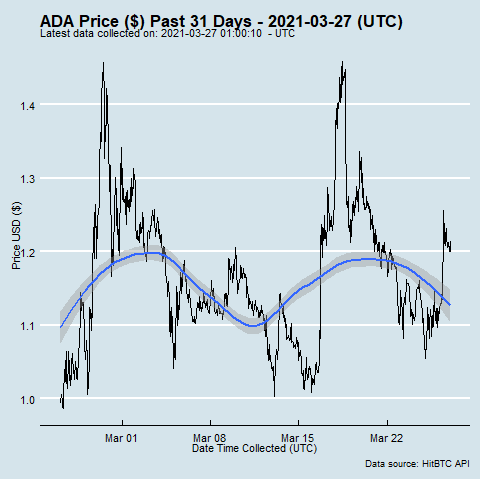 ADA Price ($) Past 31 Days - 2021-03-27 (UTC)
Latest data collected on: 2021-03-27 01:00:10  - UTC
Price USD ($)
1.4
1.3
1.2
1.1
1.0
Mar 01 Mar 08 Mar 15 Mar 22
Date Time Collected (UTC)
Data source: HitBTC API